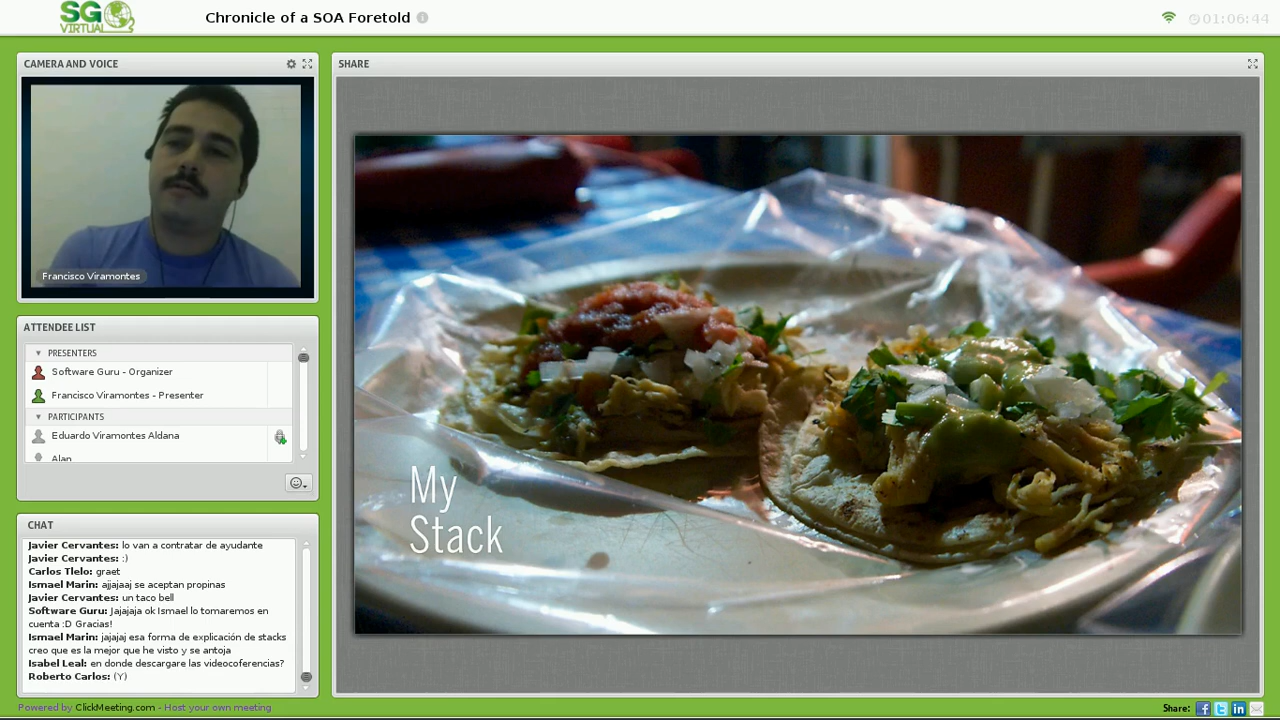 SG
VIRTUAL
Chronicle of a SOA Foretold
01:06:44
CAMERA AND VOICE
Francisco Viramontes
ATTENDEE LIST
PRESENTERS
Software Guru - Organizer
Francisco Viramontes - Presenter
PARTICIPANTS
Eduardo Viramontes Aldana
Alan
CHAT
Javier Cervantes: lo van a contratar de ayudante
Javier Cervantes: :)
Carlos Tlelo: graet
Ismael Marin: ajjajaaj se aceptan propinas
Javier Cervantes: un taco bell
Software Guru: Jajajaja ok Ismael lo tomaremos en
cuenta :D Gracias!
Ismael Marin: jajajaj esa forma de explicación de stacks
creo que es la mejor que he visto y se antoja
Isabel Leal: en donde descargare las videocoferencias?
Roberto Carlos: (Y)
Powered by ClickMeeting.com - Host your own meeting
SHARE
My
Stack
Share: